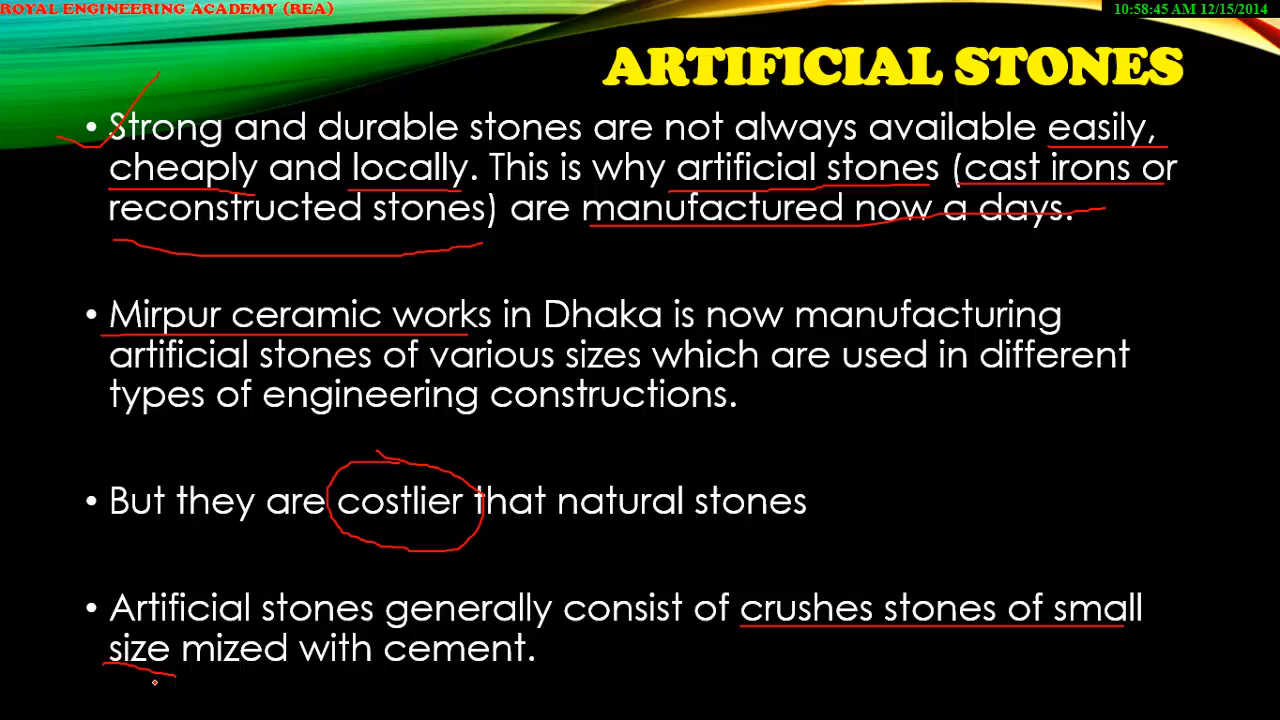 ROYAL ENGINEERING ACADEMY (REA)
10:58:45 AM 12/15/2014
ARTIFICIAL STONES
• Strong and durable stones are not always available easily,
cheaply and locally. This is why artificial stones (cast irons or
reconstructed stones) are manufactured now a days.
• Mirpur ceramic works in Dhaka is now manufacturing
artificial stones of various sizes which are used in different
types of engineering constructions.
• But they are costlier that natural stones
• Artificial stones generally consist of crushes stones of small
size mized with cement.